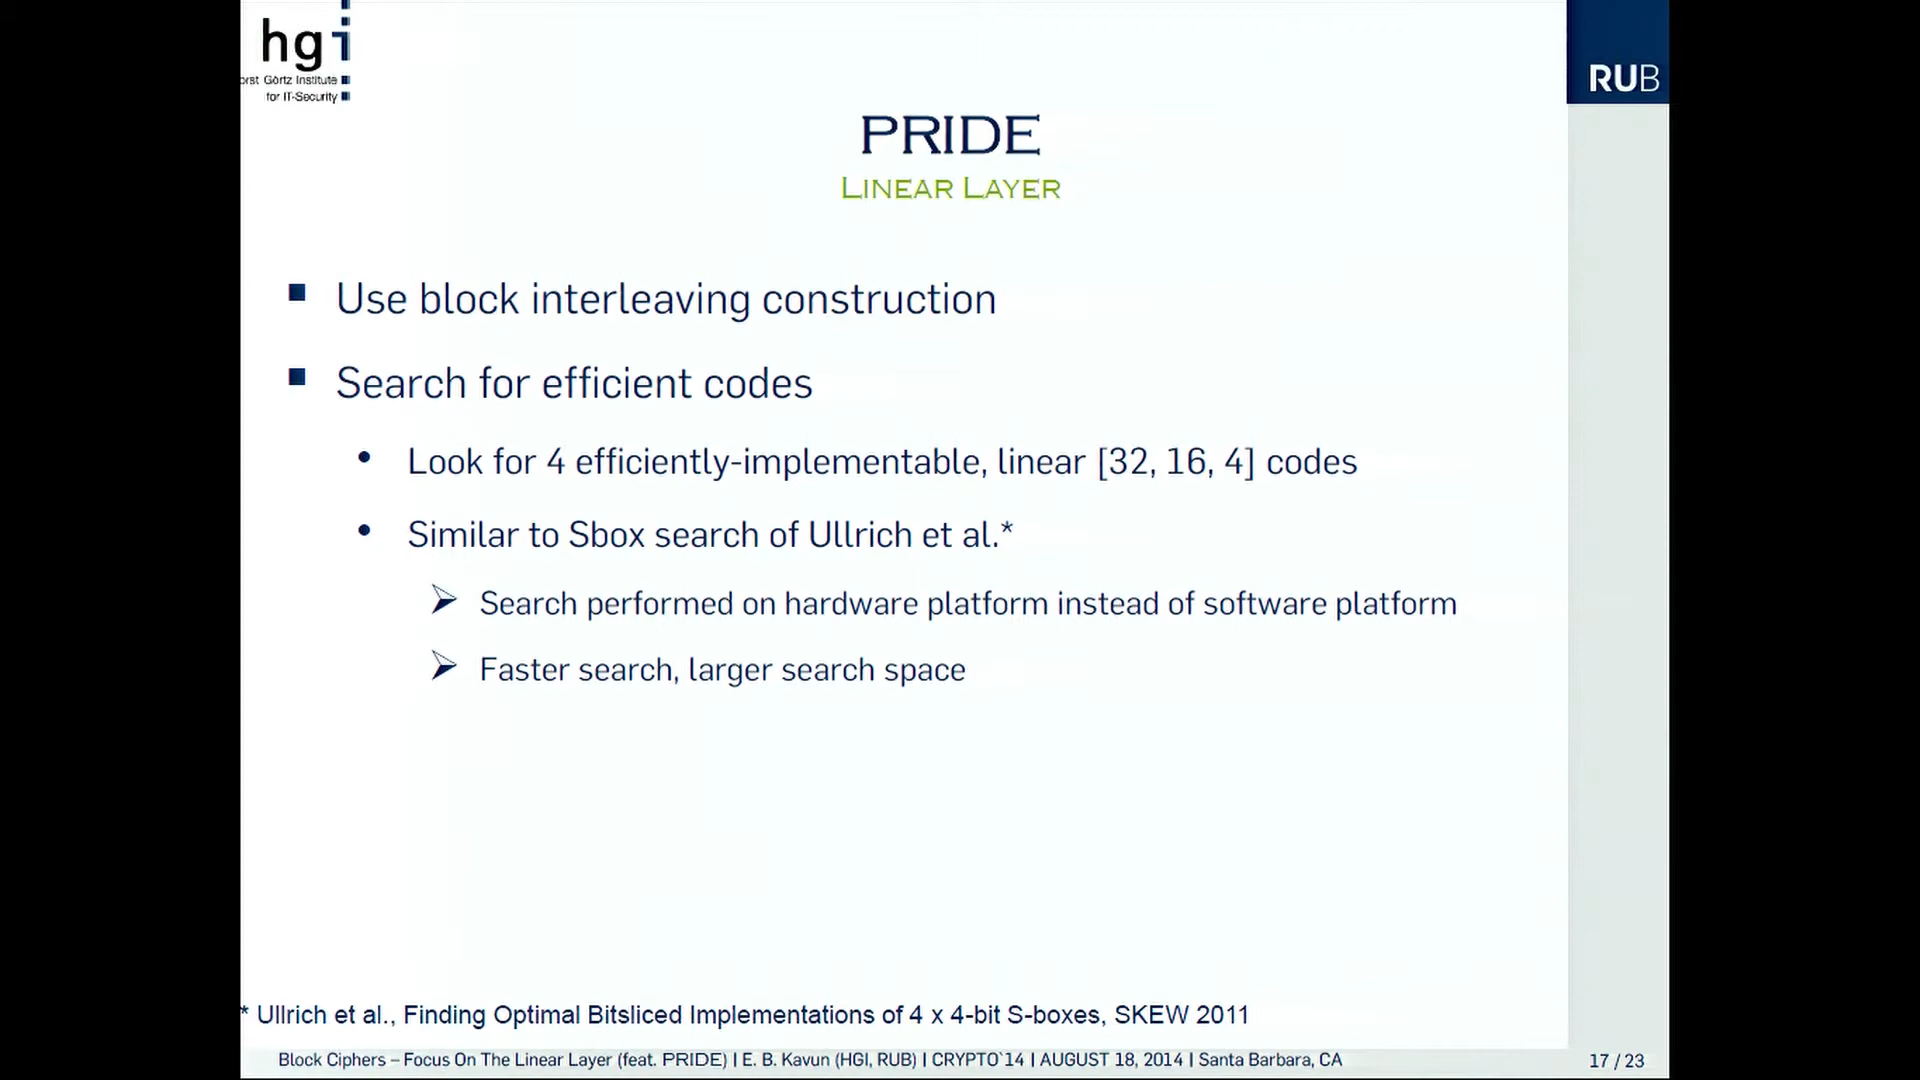 hgi
orst Görtz Institute
for IT-Security
RUB
PRIDE
LINEAR LAYER
Use block interleaving construction
Search for efficient codes
Look for 4 efficiently-implementable, linear [32, 16, 4] codes
Similar to Sbox search of Ullrich et al.*
Search performed on hardware platform instead of software platform
Faster search, larger search space
* Ullrich et al., Finding Optimal Bitsliced Implementations of 4 x 4-bit S-boxes, SKEW 2011
Block Ciphers – Focus On The Linear Layer (feat. PRIDE) | E. B. Kavun (HGI, RUB) | CRYPTO`14 | AUGUST 18, 2014 | Santa Barbara, CA
17 / 23